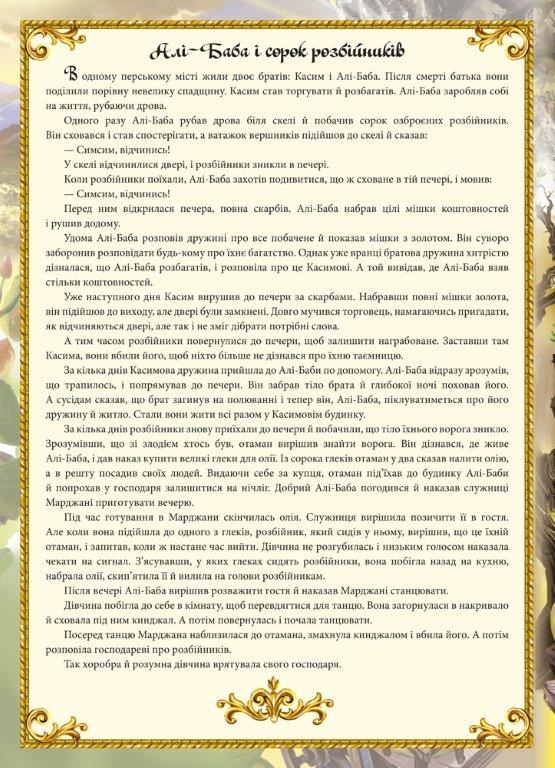 Алі-Баба і сорок розбійників
В одному перському місті жили двоє братів: Касим і Алі-Баба. Після смерті батька вони
поділили порівну невелику спадщину. Касим став торгувати й розбагатів. Алі-Баба заробляв собі
на життя, рубаючи дрова.
Одного разу Алі-Баба рубав дрова біля скелі й побачив сорок озброєних розбійників.
Він сховався і став спостерігати, а ватажок вершників підійшов до скелі й сказав:
— Симсим, відчинись!
У скелі відчинилися двері, і розбійники зникли в печері.
Коли розбійники поїхали, Алі-Баба захотів подивитися, що ж сховане в тій печері, і мовив:
— Симсим, відчинись!
Перед ним відкрилася печера, повна скарбів. Алі-Баба набрав цілі мішки коштовностей
і рушив додому.
Удома Алі-Баба розповів дружині про все побачене й показав мішки з золотом. Він суворо
заборонив розповідати будь-кому про їхнє багатство. Однак уже вранці братова дружина хитрістю
дізналася, що Алі-Баба розбагатів, і розповіла про це Касимові. А той вивідав, де Алі-Баба взяв
стільки коштовностей.
Уже наступного дня Касим вирушив до печери за скарбами. Набравши повні мішки золота,
він підійшов до виходу, але двері були замкнені. Довго мучився торговець, намагаючись пригадати,
як відчиняються двері, але так і не зміг дібрати потрібні слова.
А тим часом розбійники повернулися до печери, щоб залишити награбоване. Заставши там
Касима, вони вбили його, щоб ніхто більше не дізнався про їхню таємницю.
За кілька днів Касимова дружина прийшла до Алі-Баби по допомогу. Алі-Баба відразу зрозумів,
що трапилось, і попрямував до печери. Він забрав тіло брата й глибокої ночі поховав його.
А сусідам сказав, що брат загинув на полюванні і тепер він, Алі-Баба, піклуватиметься про його
дружину й житло. Стали вони жити всі разом у Касимовім будинку.
За кілька днів розбійники знову приїхали до печери й побачили, що тіло їхнього ворога зникло.
Зрозумівши, що зі злодієм хтось був, отаман вирішив знайти ворога. Він дізнався, де живе
Алі-Баба, і дав наказ купити великі глеки для олії. Із сорока глеків отаман у два сказав налити олію,
а в решту посадив своїх людей. Видаючи себе за купця, отаман під’їхав до будинку Алі-Баби
й попрохав у господаря залишитися на нічліг. Добрий Алі-Баба погодився й наказав служниці
Марджані приготувати вечерю.
Під час готування в Марджани скінчилась олія. Служниця вирішила позичити її в гостя.
Але коли вона підійшла до одного з глеків, розбійник, який сидів у ньому, вирішив, що це їхній
отаман, і запитав, коли ж настане час вийти. Дівчина не розгубилась і низьким голосом наказала
чекати на сигнал. З’ясувавши, у яких глеках сидять розбійники, вона побігла назад на кухню,
набрала олії, скип’ятила її й вилила на голови розбійникам.
Після вечері Алі-Баба вирішив розважити гостя й наказав Марджані станцювати.
Дівчина побігла до себе в кімнату, щоб перевдягтися для танцю. Вона загорнулася в накривало
й сховала під ним кинджал. А потім повернулась і почала танцювати.
Посеред танцю Марджана наблизилася до отамана, змахнула кинджалом і вбила його. А потім
розповіла господареві про розбійників.
Так хоробра й розумна дівчина врятувала свого господаря.